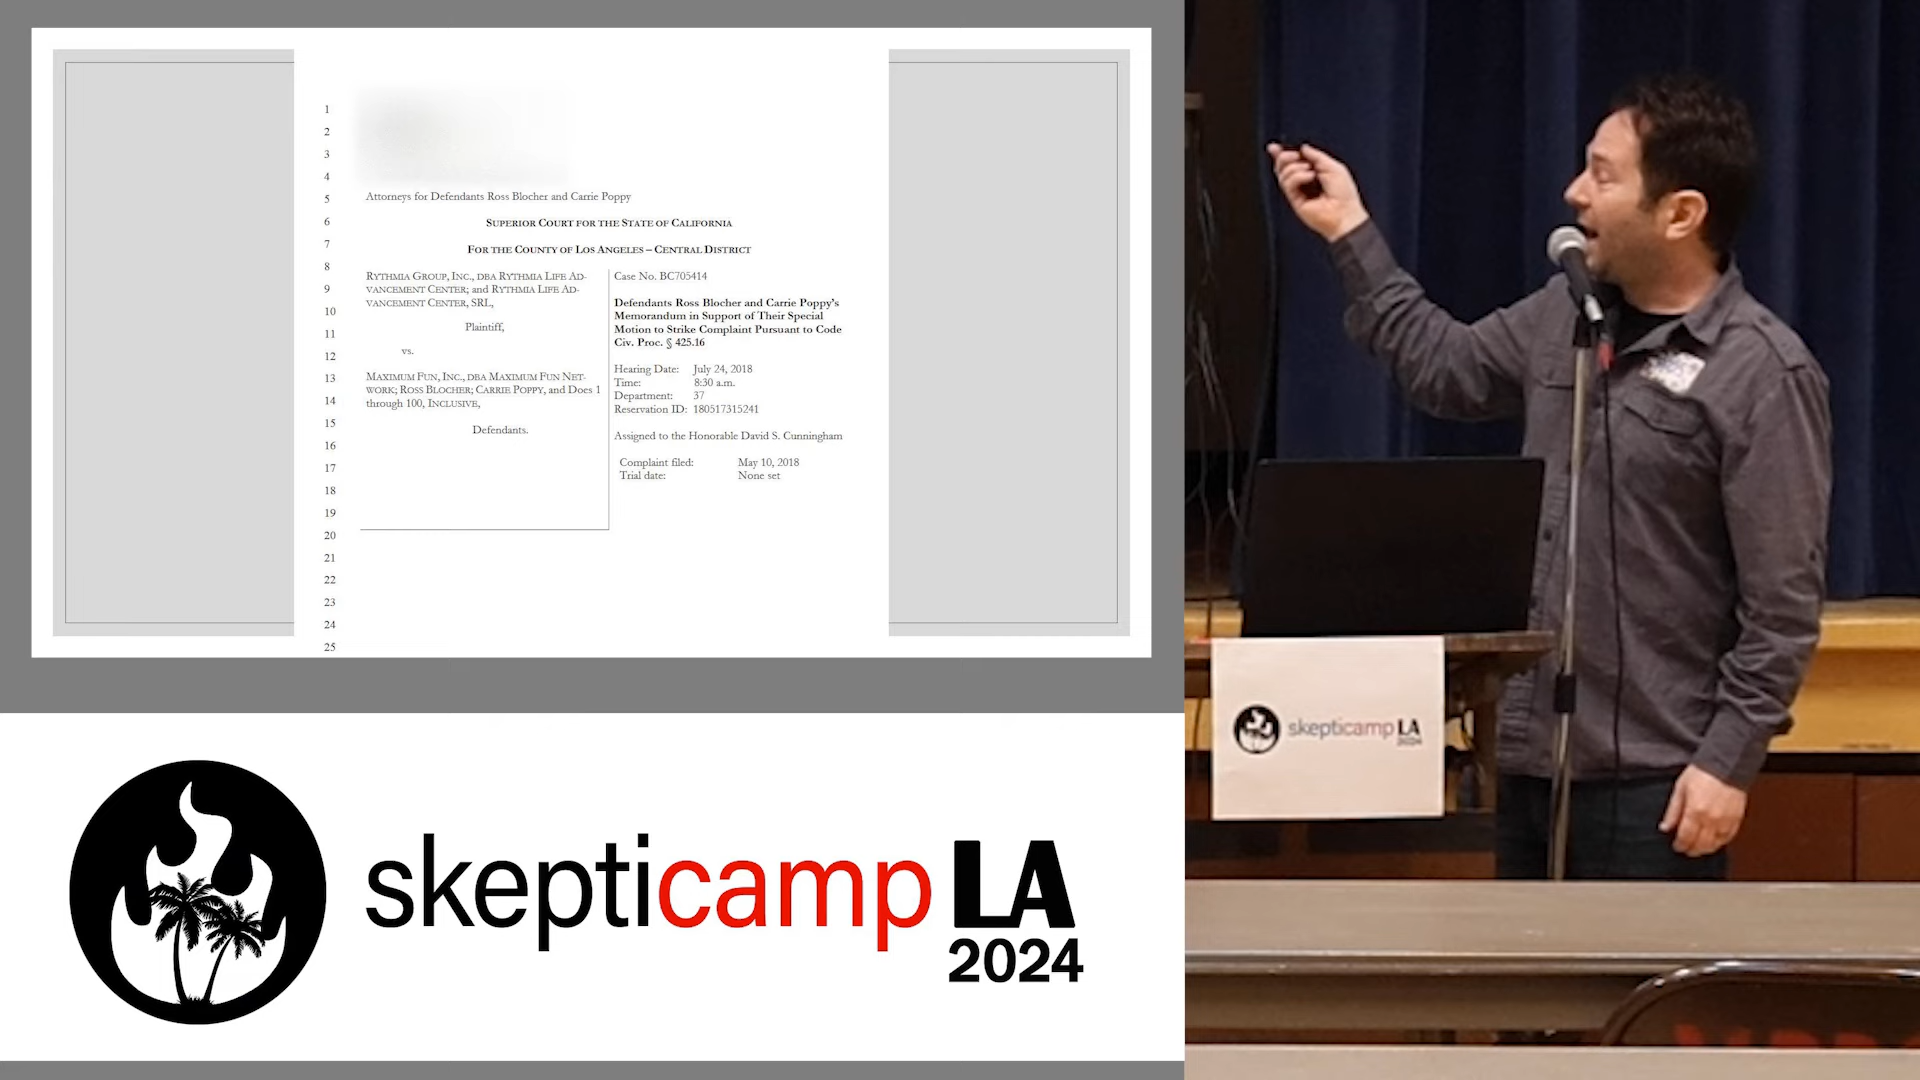 1
2
3
4
5 Attorneys for Defendants Ross Blocher and Carrie Poppy
6 SUPERIOR COURT FOR THE STATE OF CALIFORNIA
7 FOR THE COUNTY OF LOS ANGELES – CENTRAL DISTRICT
8
9
10
11
12
13
14
15
16
17
18
19
20
21
22
23
24
25
RYTHMIA GROUP, INC., DBA RYTHMIA LIFE AD-
VANCEMENT CENTER; and RYTHMIA LIFE AD-
VANCEMENT CENTER, SRL,
Plaintiff,
vs.
MAXIMUM FUN, INC., DBA MAXIMUM FUN NET-
WORK; ROSS BLOCHER; CARRIE POPPY, and Does 1
through 100, INCLUSIVE,
Defendants.
Case No. BC705414
Defendants Ross Blocher and Carrie Poppy's
Memorandum in Support of Their Special
Motion to Strike Complaint Pursuant to Code
Civ. Proc. § 425.16
Hearing Date: July 24, 2018
Time: 8:30 a.m.
Department: 37
Reservation ID: 180517315241
Assigned to the Honorable David S. Cunningham
Complaint filed: May 10, 2018
Trial date: None set
skepticamp LA
2024
skepticamp LA
2024